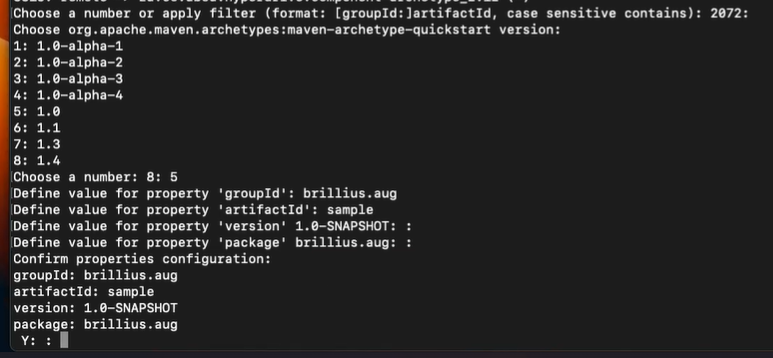 Choose a number or apply filter (format: [groupId:]artifactId, case sensitive contains): 2072:
Choose org.apache.maven.archetypes:maven-archetype-quickstart version:
1: 1.0-alpha-1
2: 1.0-alpha-2
3: 1.0-alpha-3
4: 1.0-alpha-4
5: 1.0
6: 1.1
7: 1.3
8: 1.4
Choose a number: 8: 5
Define value for property 'groupId': brillius.aug
Define value for property 'artifactId': sample
Define value for property 'version' 1.0-SNAPSHOT: :
Define value for property 'package' brillius.aug: :
Confirm properties configuration:
groupId: brillius.aug
artifactId: sample
version: 1.0-SNAPSHOT
package: brillius.aug
Y: :